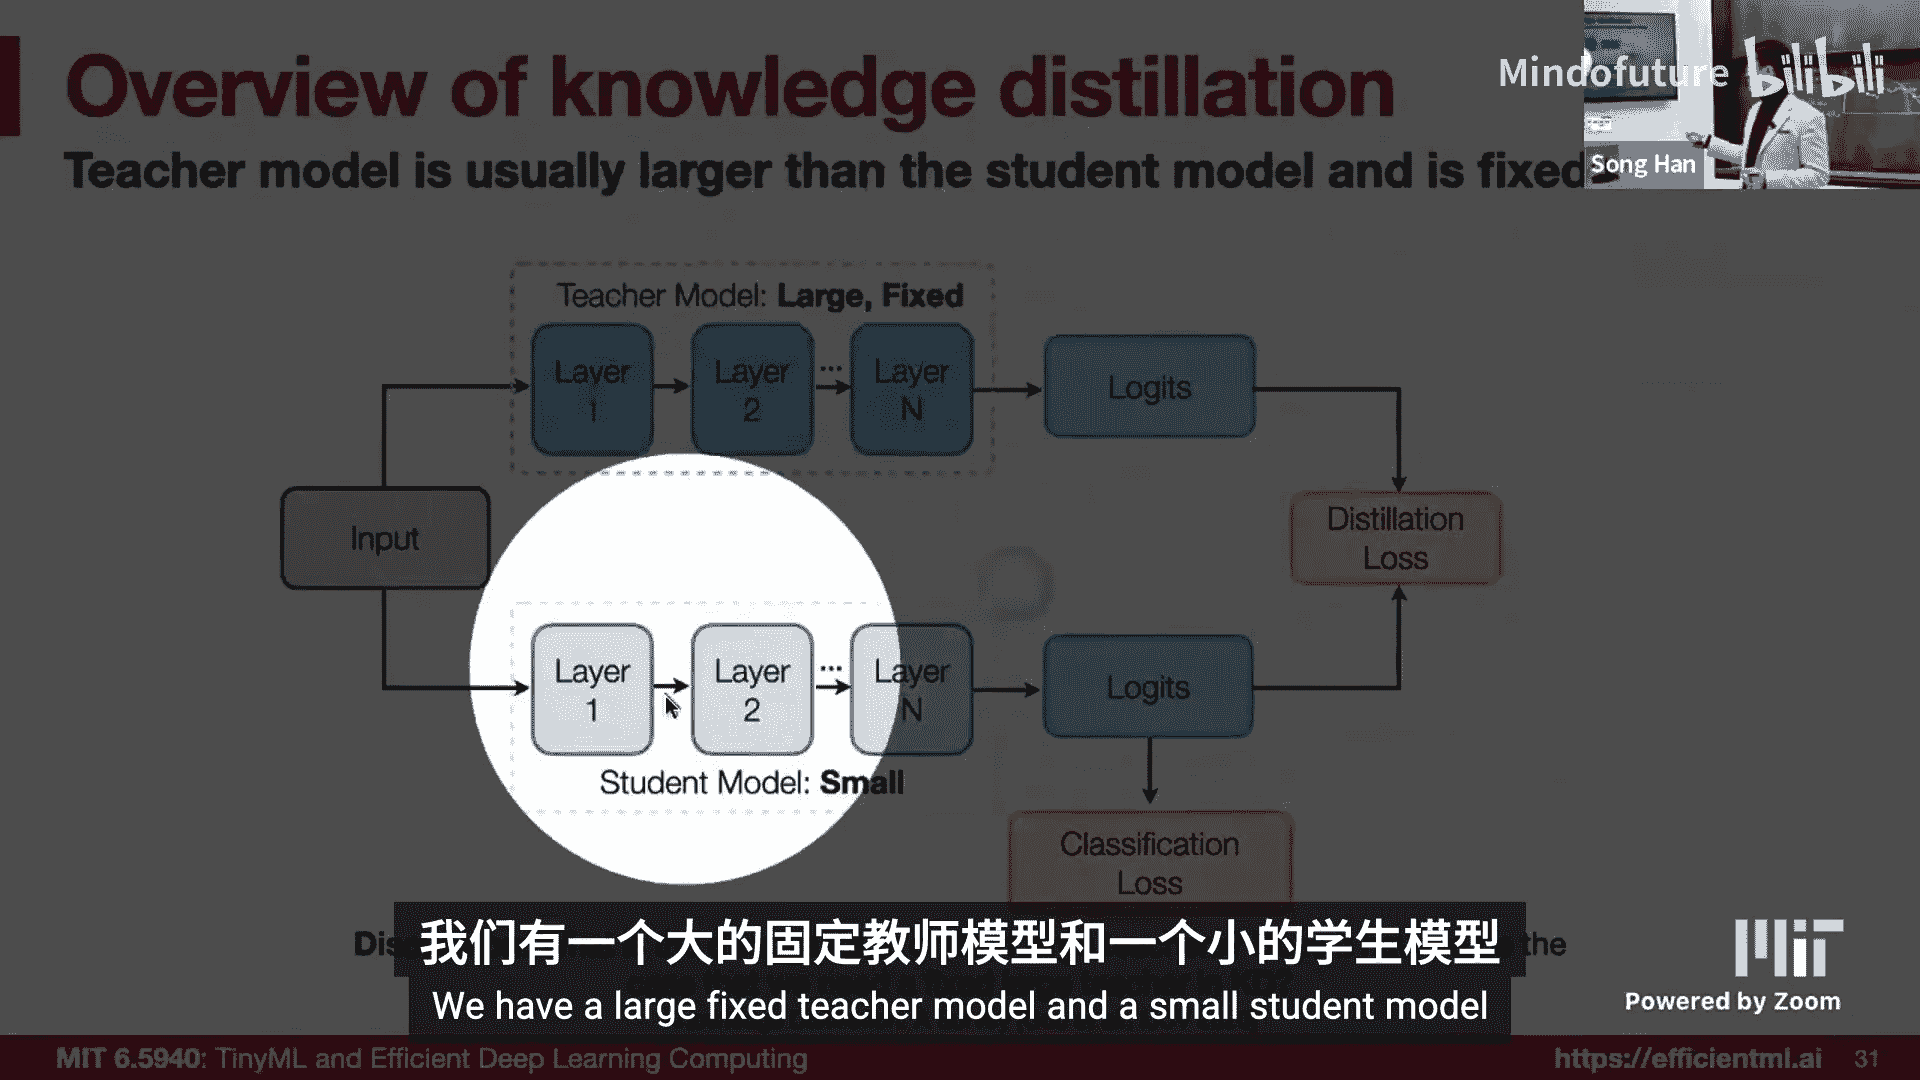 Overview of knowledge distillation
Mindofuture bilibili
Teacher model is usually larger than the student model and is fixed
Song Han
Teacher Model: Large, Fixed
Layer 1
Layer 2
...
Layer N
Logits
Input
Distillation Loss
Layer 1
Layer 2
...
Layer N
Logits
Student Model: Small
Classification Loss
我们有一个大的固定教师模型和一个小的学生模型
the
We have a large fixed teacher model and a small student model
MIT
Powered by Zoom
MIT 6.5940: TinyML and Efficient Deep Learning Computing
https://efficientml.ai
31